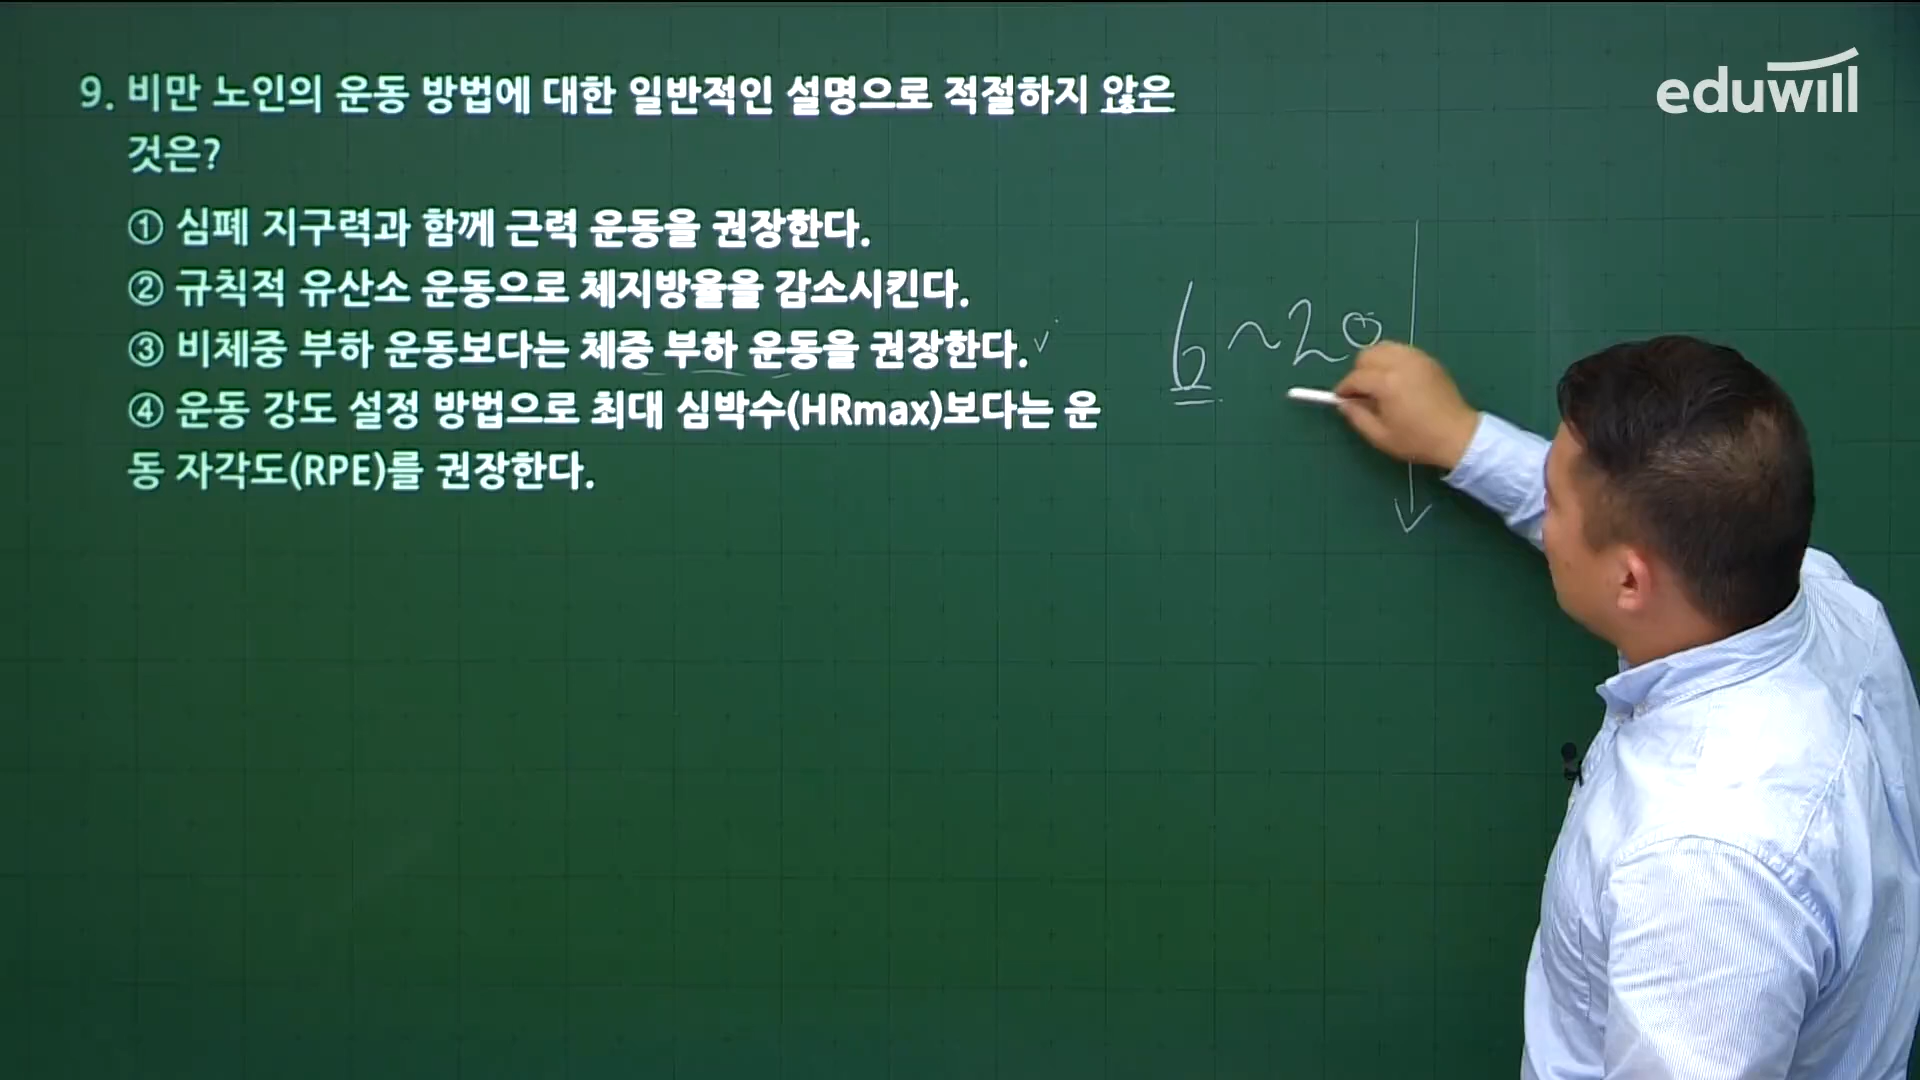 9. 비만 노인의 운동 방법에 대한 일반적인 설명으로 적절하지 않은
것은?
① 심폐 지구력과 함께 근력 운동을 권장한다.
② 규칙적 유산소 운동으로 체지방율을 감소시킨다.
③ 비체중 부하 운동보다는 체중 부하 운동을 권장한다.
④ 운동 강도 설정 방법으로 최대 심박수(HRmax)보다는 운
동 자각도(RPE)를 권장한다.
6~20
eduwill